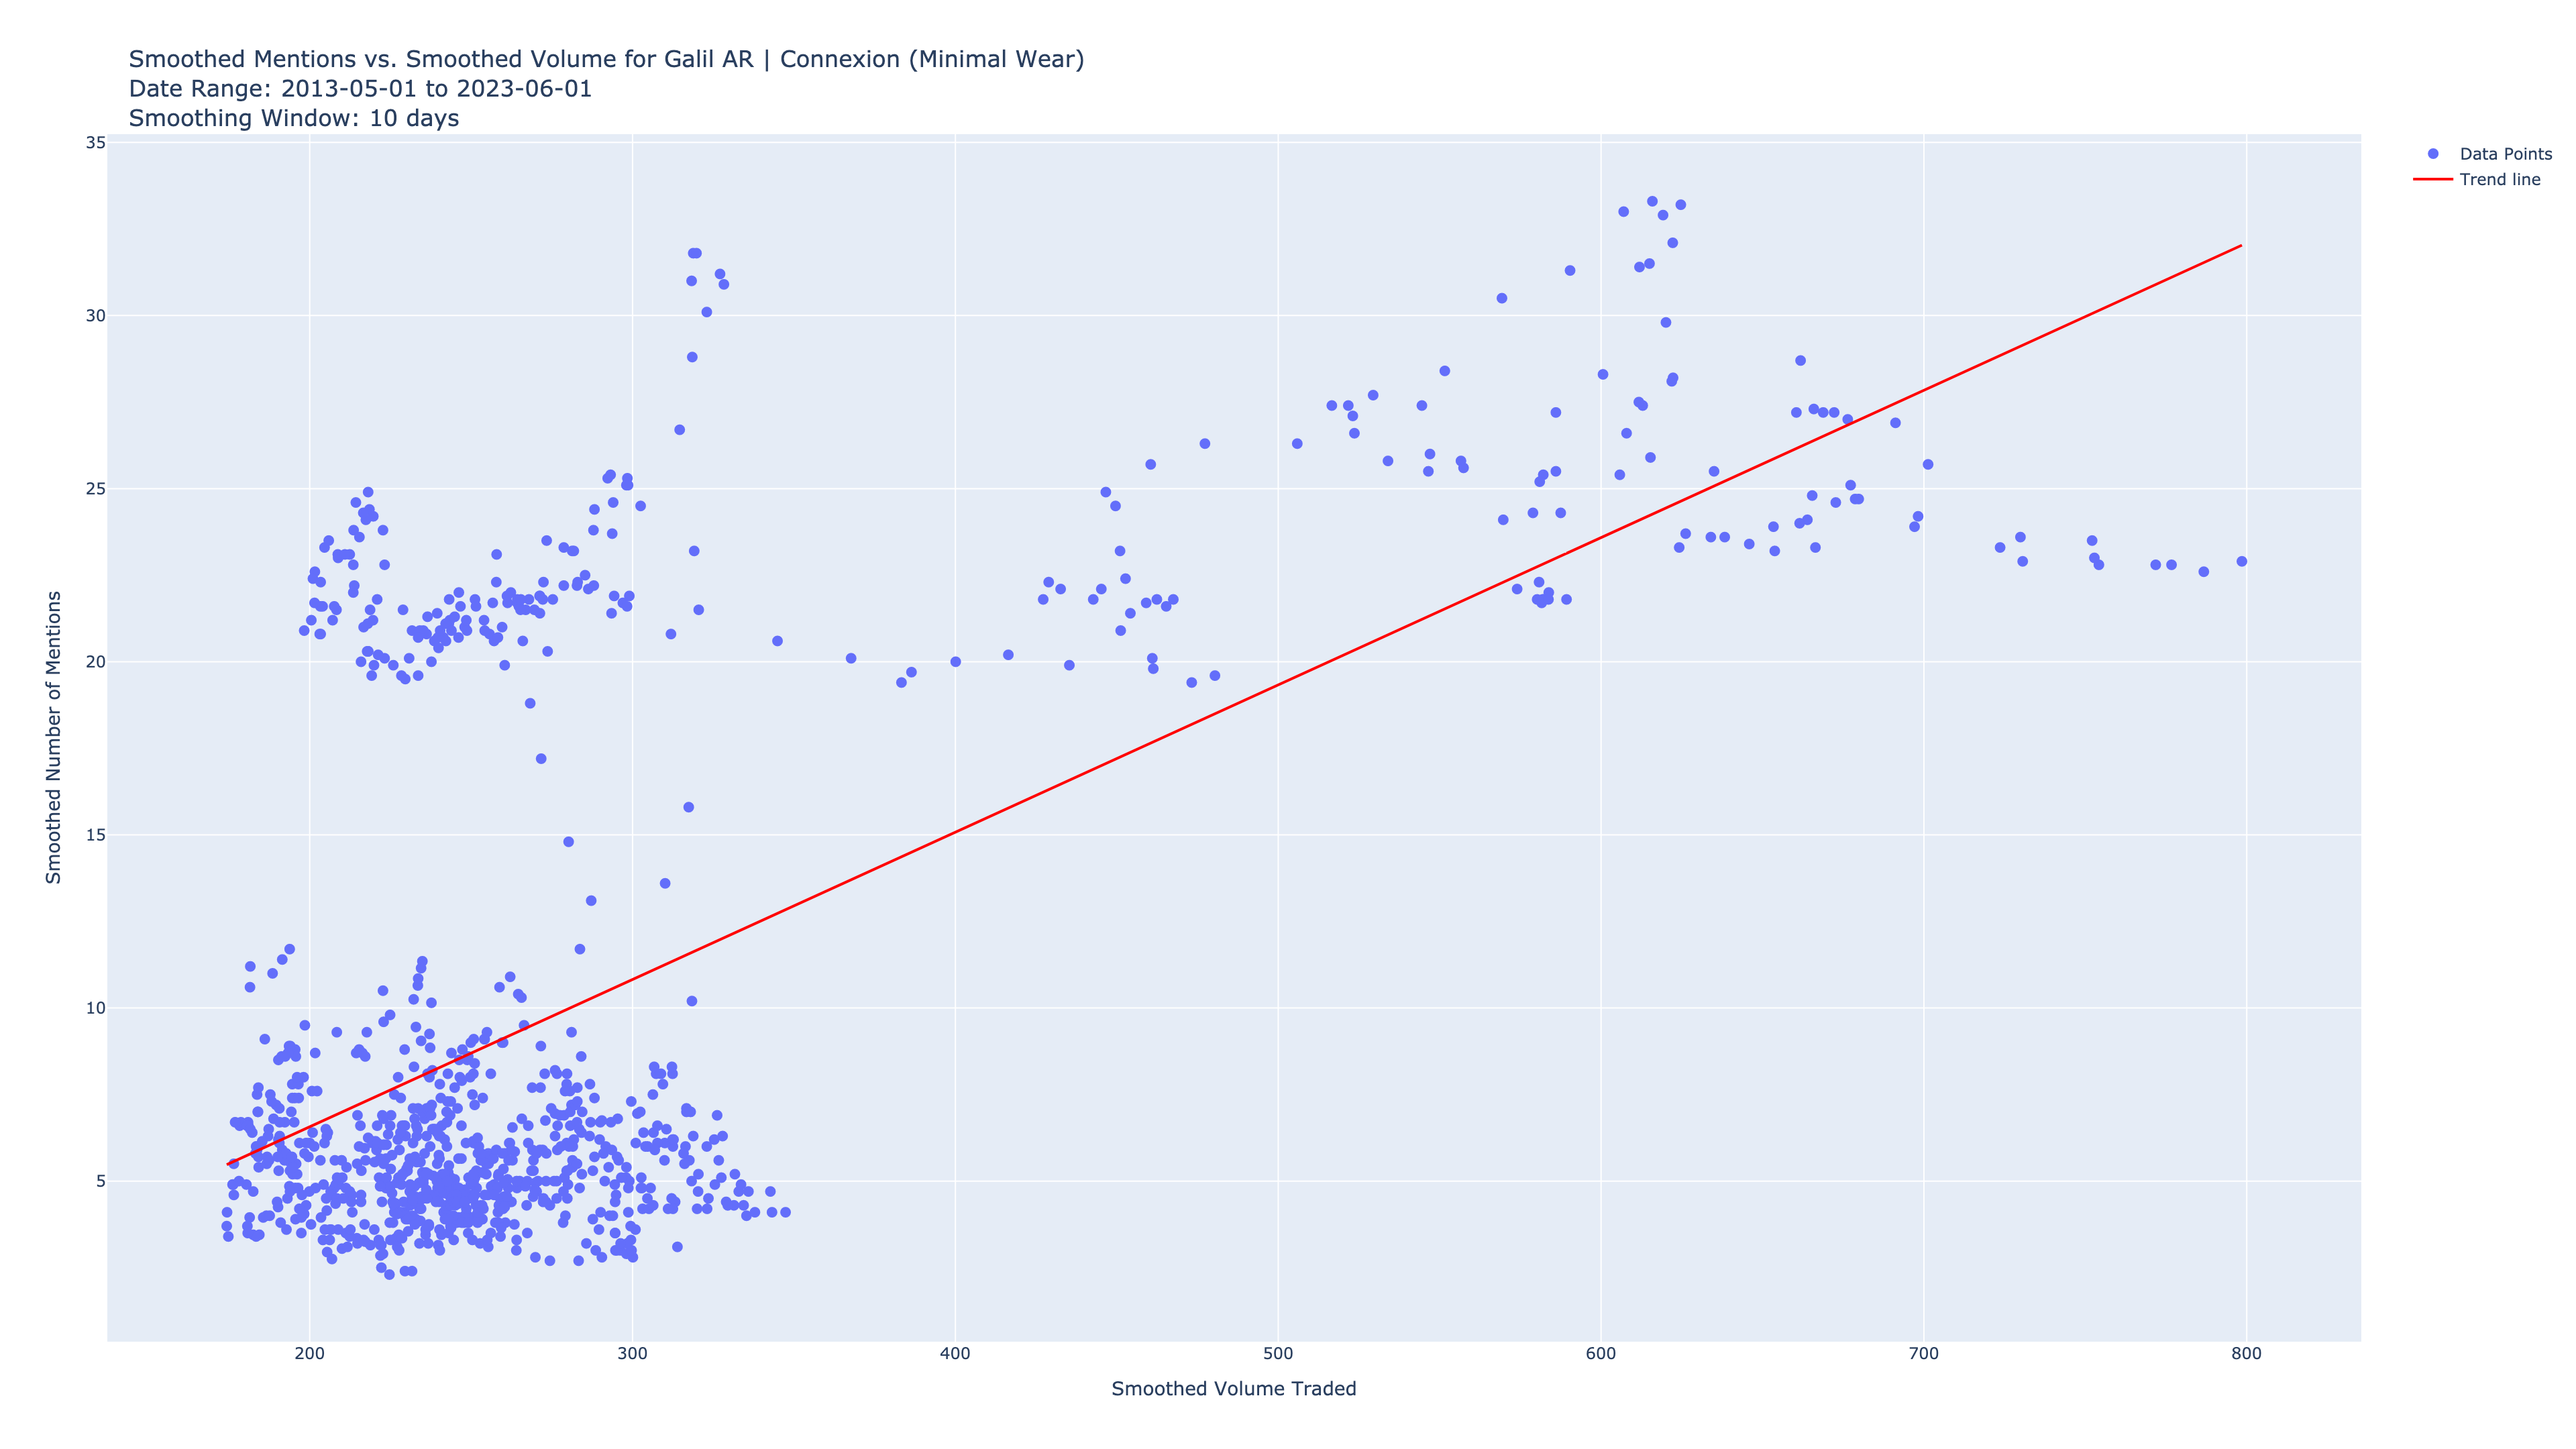 Smoothed Mentions vs. Smoothed Volume for Galil AR | Connexion (Minimal Wear)
Date Range: 2013-05-01 to 2023-06-01
Smoothing Window: 10 days
Data Points
Trend line
35
30
25
20
15
10
5
Smoothed Number of Mentions
200 300 400 500 600 700 800
Smoothed Volume Traded